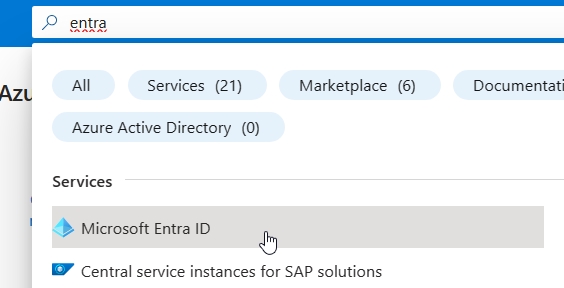 entra
Azu
All Services (21) Marketplace (6) Documentati
Azure Active Directory (0)
Services
Microsoft Entra ID
Central service instances for SAP solutions